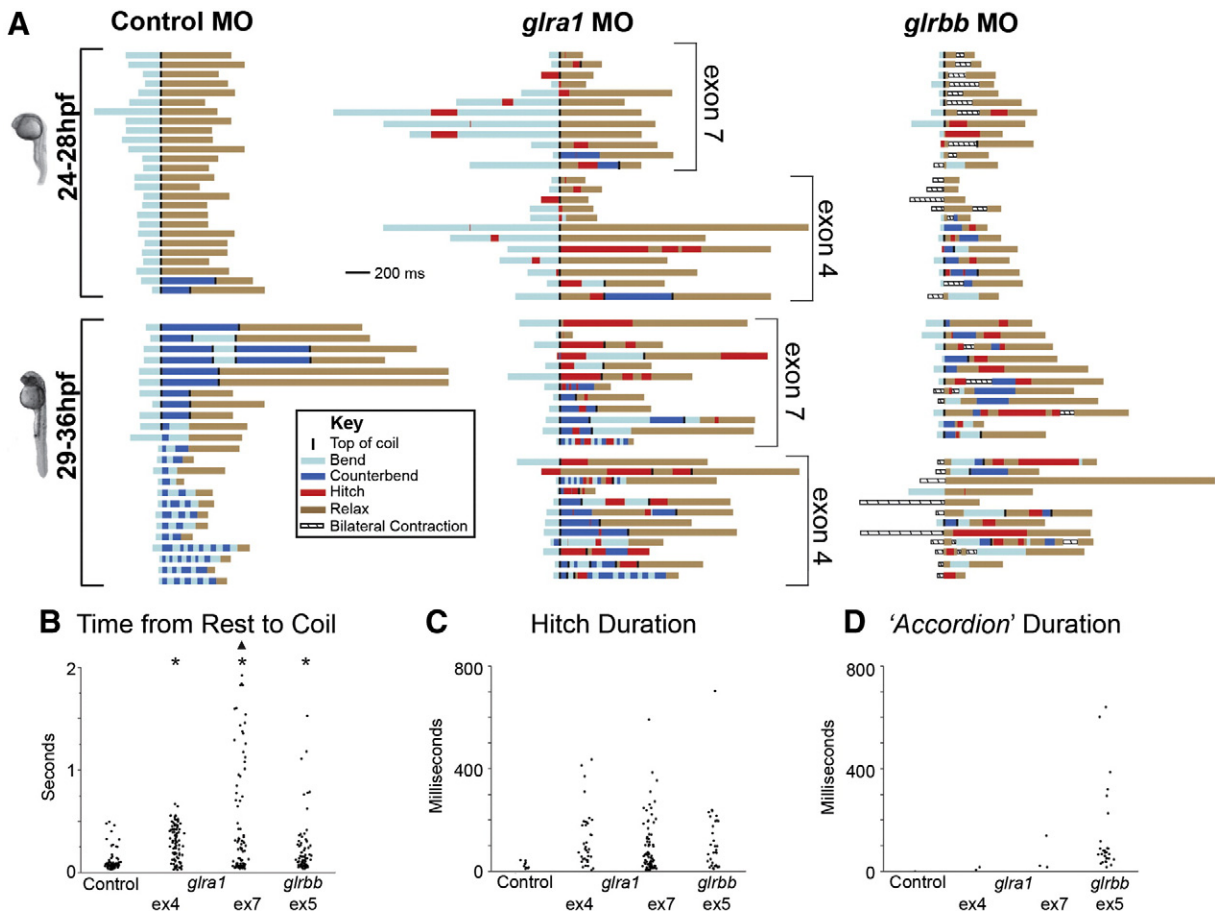 A
Control MO
glra1 MO
glrbb MO
24-28hpf
exon 7
exon 4
200 ms
29-36hpf
exon 7
exon 4
Key
Top of coil
Bend
Counterbend
Hitch
Relax
Bilateral Contraction
B Time from Rest to Coil
Seconds
2
1
0
* * *
Control glra1 glrbb
ex4 ex7 ex5
C Hitch Duration
Milliseconds
800
400
0
Control glra1 glrbb
ex4 ex7 ex5
D 'Accordion' Duration
Milliseconds
800
400
0
Control glra1 glrbb
ex4 ex7 ex5